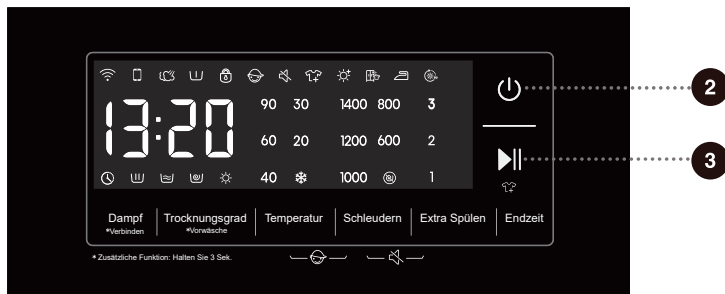 2
90 30 1400 800 3
13:20
60 20 1200 600 2
3
40 1000 1
Dampf Trocknungsgrad Temperatur Schleudern Extra Spülen Endzeit
*Verbinden *Vorwäsche
* Zusätzliche Funktion: Halten Sie 3 Sek.